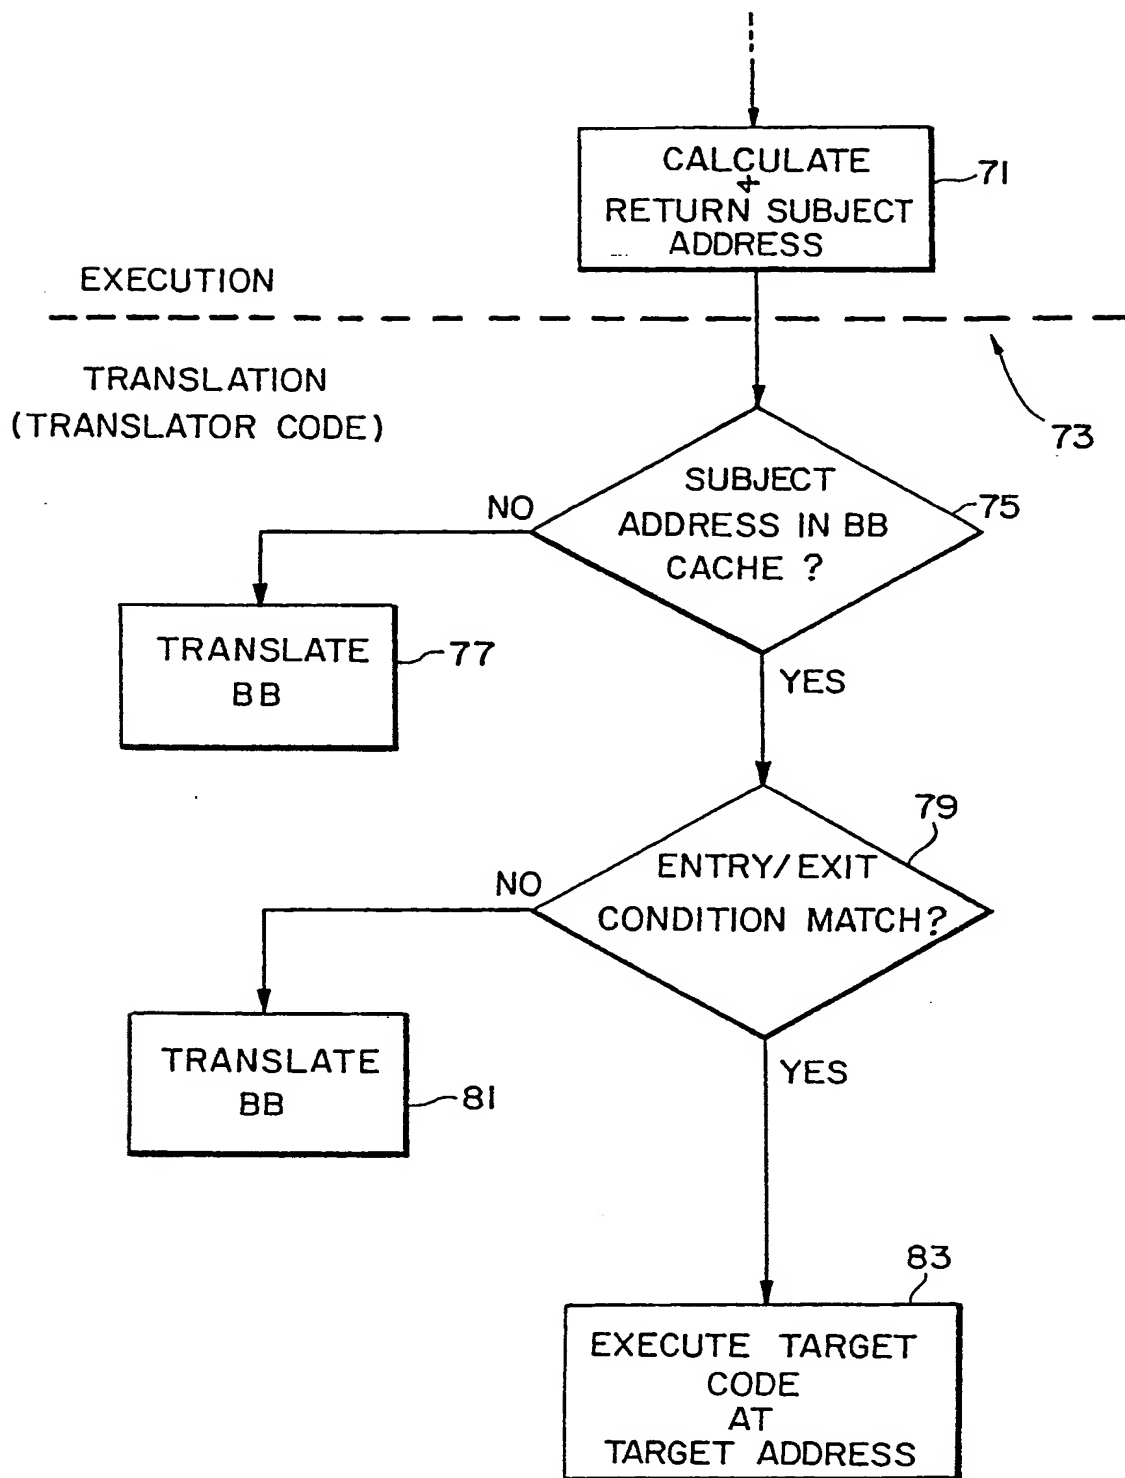 CALCULATE
&
RETURN SUBJECT
ADDRESS
71
EXECUTION
TRANSLATION
(TRANSLATOR CODE)
73
SUBJECT
ADDRESS IN BB
CACHE ?
75
NO
TRANSLATE
BB
77
YES
79
ENTRY/EXIT
CONDITION MATCH?
NO
TRANSLATE
BB
81
YES
83
EXECUTE TARGET
CODE
AT
TARGET ADDRESS